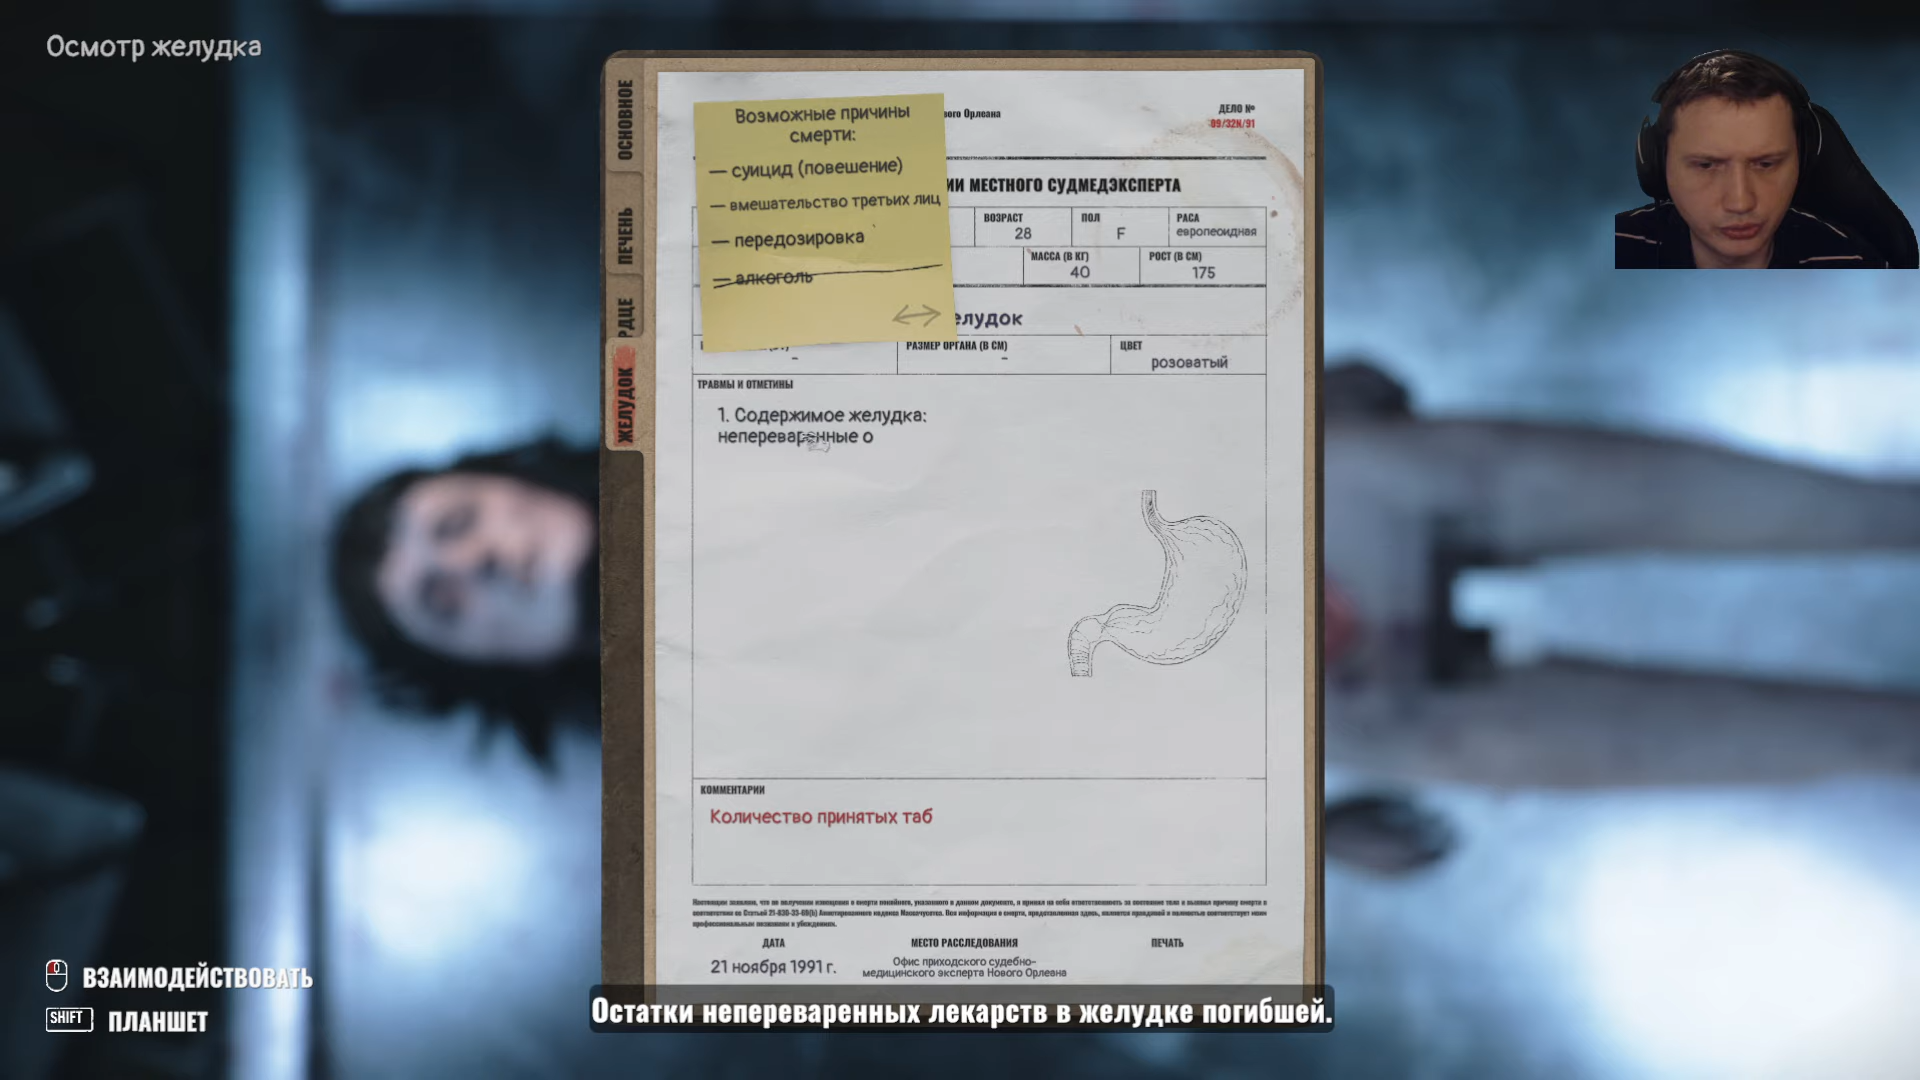 Осмотр желудка
ОСНОВНОЕ
ПЕЧЕНЬ
РДЦЕ
ЖЕЛУДОК
Возможные причины
смерти:
— суицид (повешение)
— вмешательство третьих лиц
— передозировка
— алкоголь
вого Орлеана
ДЕЛО №
09/32N/91
ИИ МЕСТНОГО СУДМЕДЭКСПЕРТА
ВОЗРАСТ
28
ПОЛ
F
РАСА
европеоидная
МАССА (В КГ)
40
РОСТ (В СМ)
175
елудок
РАЗМЕР ОРГАНА (В СМ)
–
ЦВЕТ
розоватый
ТРАВМЫ И ОТМЕТИНЫ
1. Содержимое желудка:
непереваренные о
КОММЕНТАРИИ
Количество принятых таб
ДАТА
21 ноября 1991 г.
МЕСТО РАССЛЕДОВАНИЯ
Офис приходского судебно-
медицинского эксперта Нового Орлеана
ПЕЧАТЬ
Остатки непереваренных лекарств в желудке погибшей.
ВЗАИМОДЕЙСТВОВАТЬ
SHIFT ПЛАНШЕТ